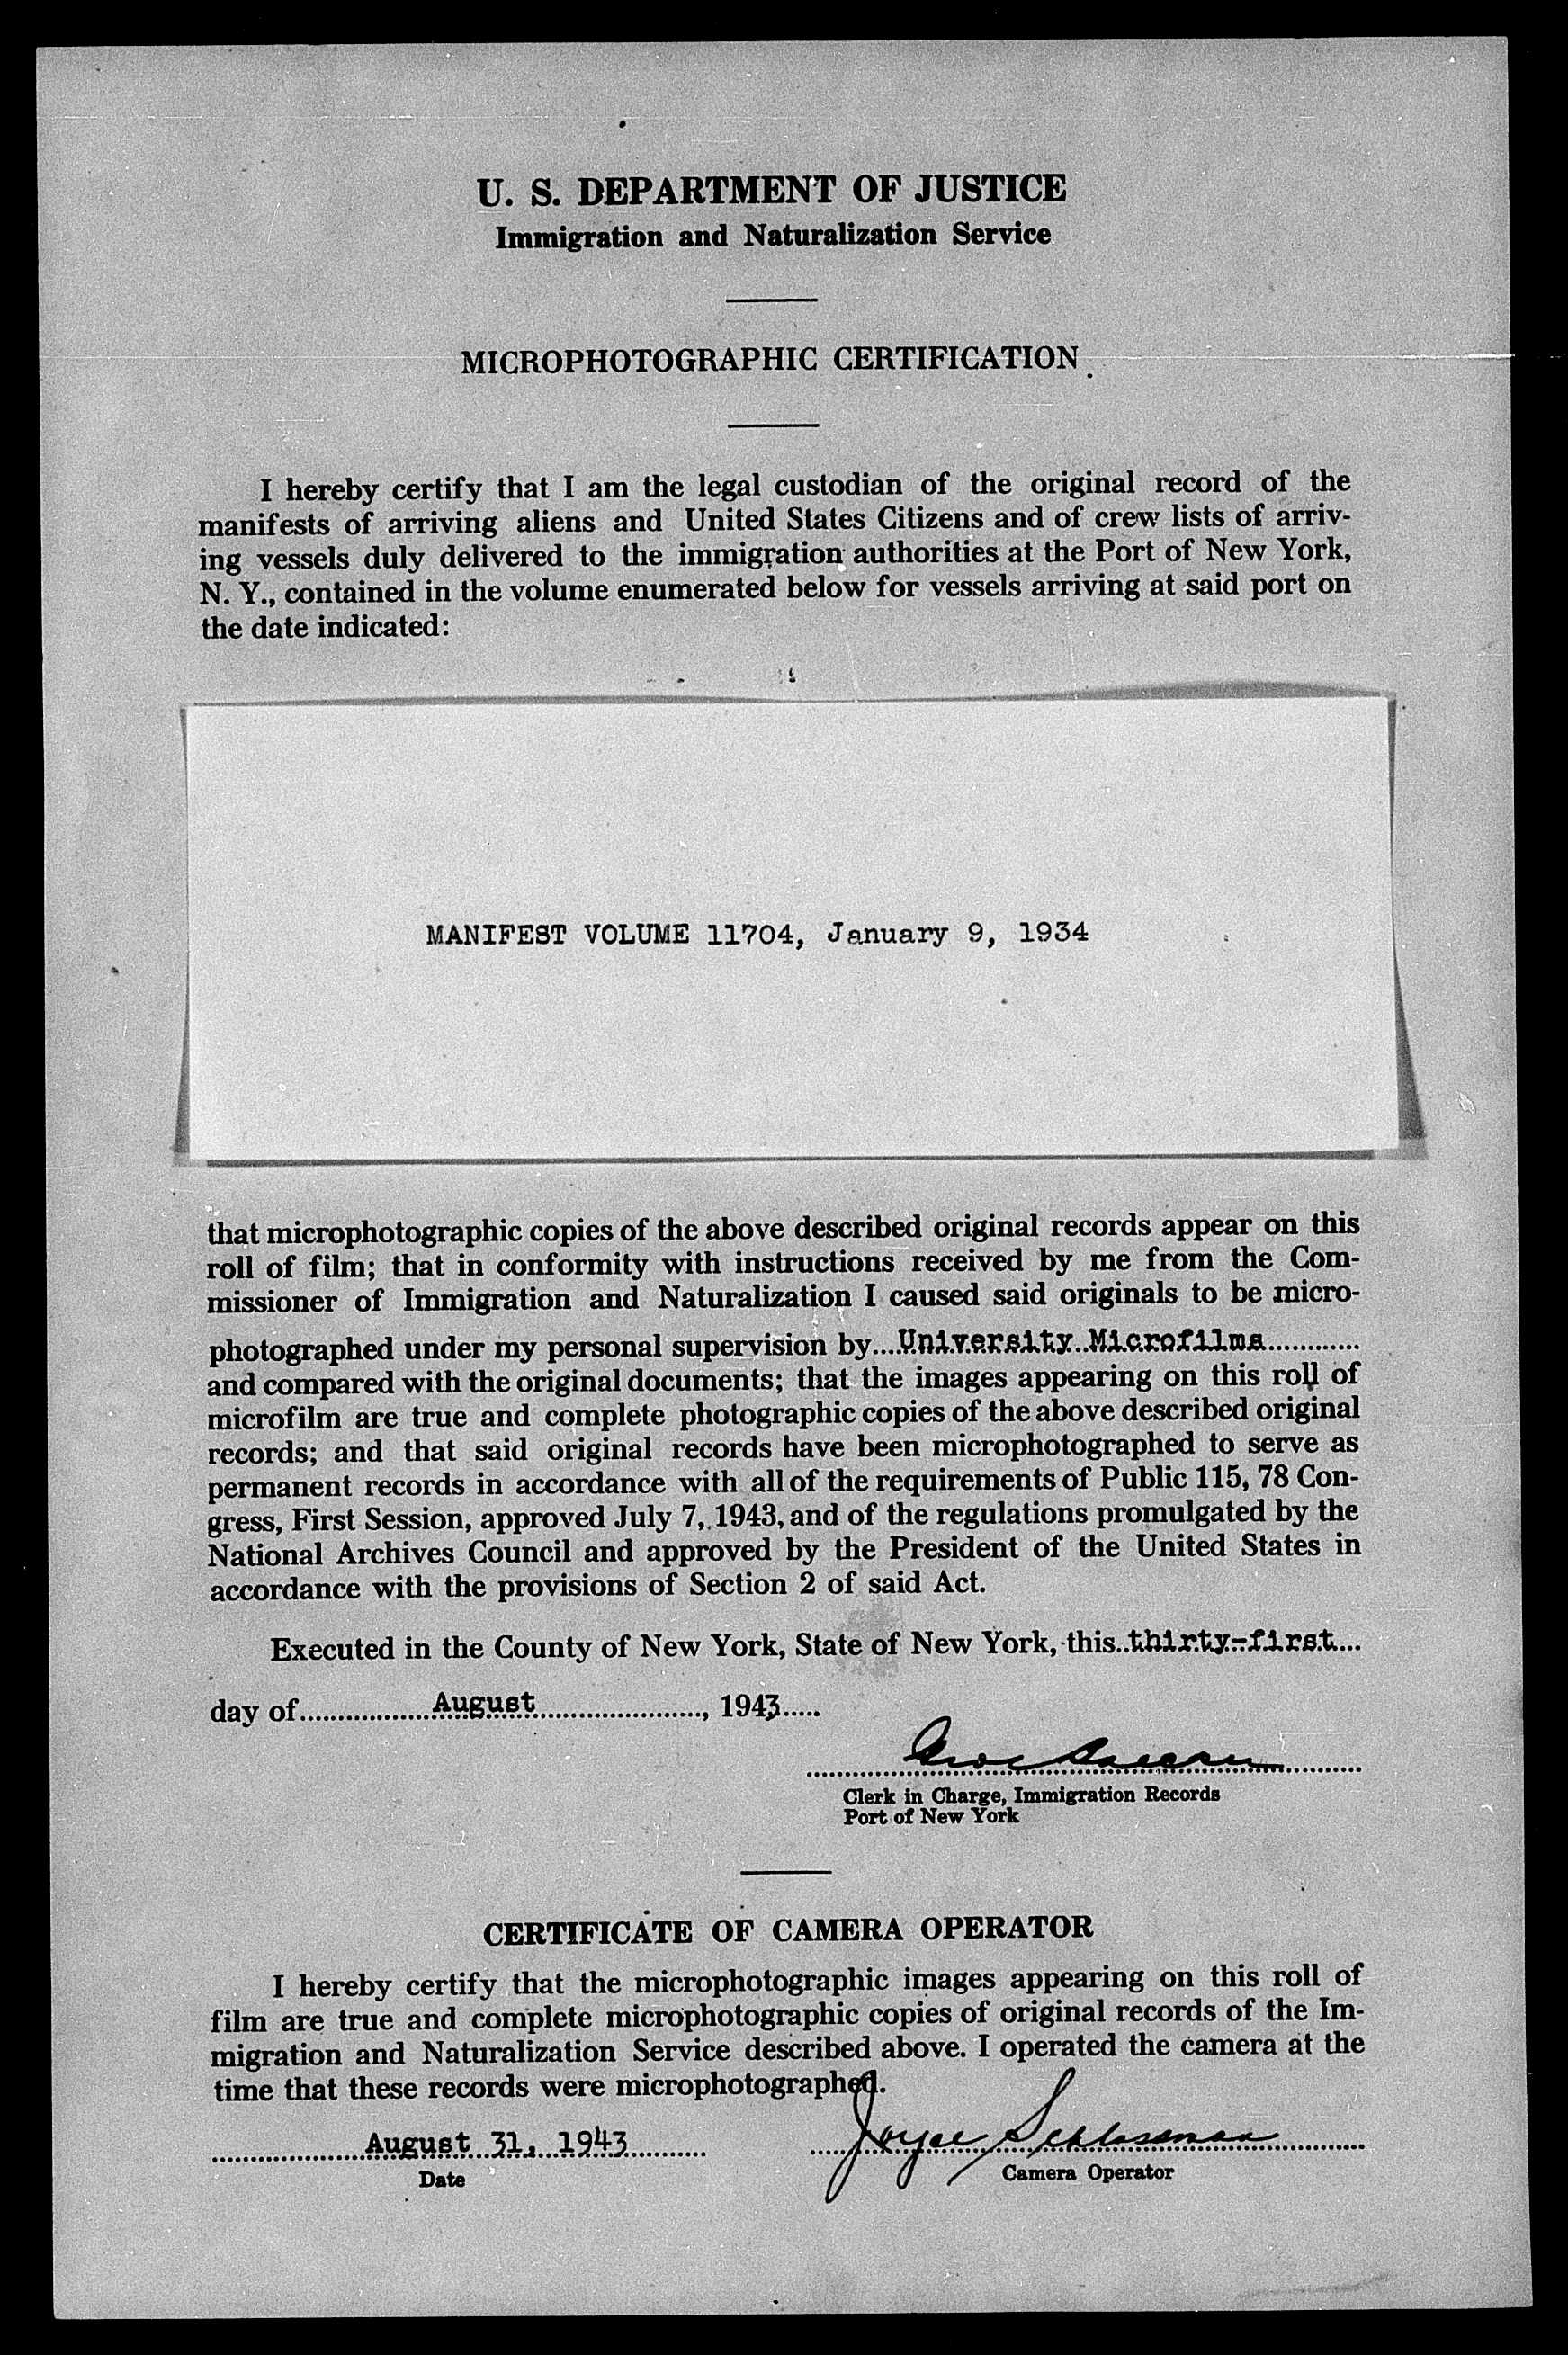 U. S. DEPARTMENT OF JUSTICE
Immigration and Naturalization Service
MICROPHOTOGRAPHIC CERTIFICATION
I hereby certify that I am the legal custodian of the original record of the
manifests of arriving aliens and United States Citizens and of crew lists of arriv-
ing vessels duly delivered to the immigration authorities at the Port of New York,
N. Y., contained in the volume enumerated below for vessels arriving at said port on
the date indicated:
MANIFEST VOLUME 11704, January 9, 1934
that microphotographic copies of the above described original records appear on this
roll of film; that in conformity with instructions received by me from the Com-
missioner of Immigration and Naturalization I caused said originals to be micro-
photographed under my personal supervision by....University Microfilms............
and compared with the original documents; that the images appearing on this roll of
microfilm are true and complete photographic copies of the above described original
records; and that said original records have been microphotographed to serve as
permanent records in accordance with all of the requirements of Public 115, 78 Con-
gress, First Session, approved July 7, 1943, and of the regulations promulgated by the
National Archives Council and approved by the President of the United States in
accordance with the provisions of Section 2 of said Act.
Executed in the County of New York, State of New York, this..thirty-first...
day of..................August......................, 1943.....
Clerk in Charge, Immigration Records
Port of New York
CERTIFICATE OF CAMERA OPERATOR
I hereby certify that the microphotographic images appearing on this roll of
film are true and complete microphotographic copies of original records of the Im-
migration and Naturalization Service described above. I operated the camera at the
time that these records were microphotographed.
August 31, 1943
Joyce Schlossman
Date
Camera Operator